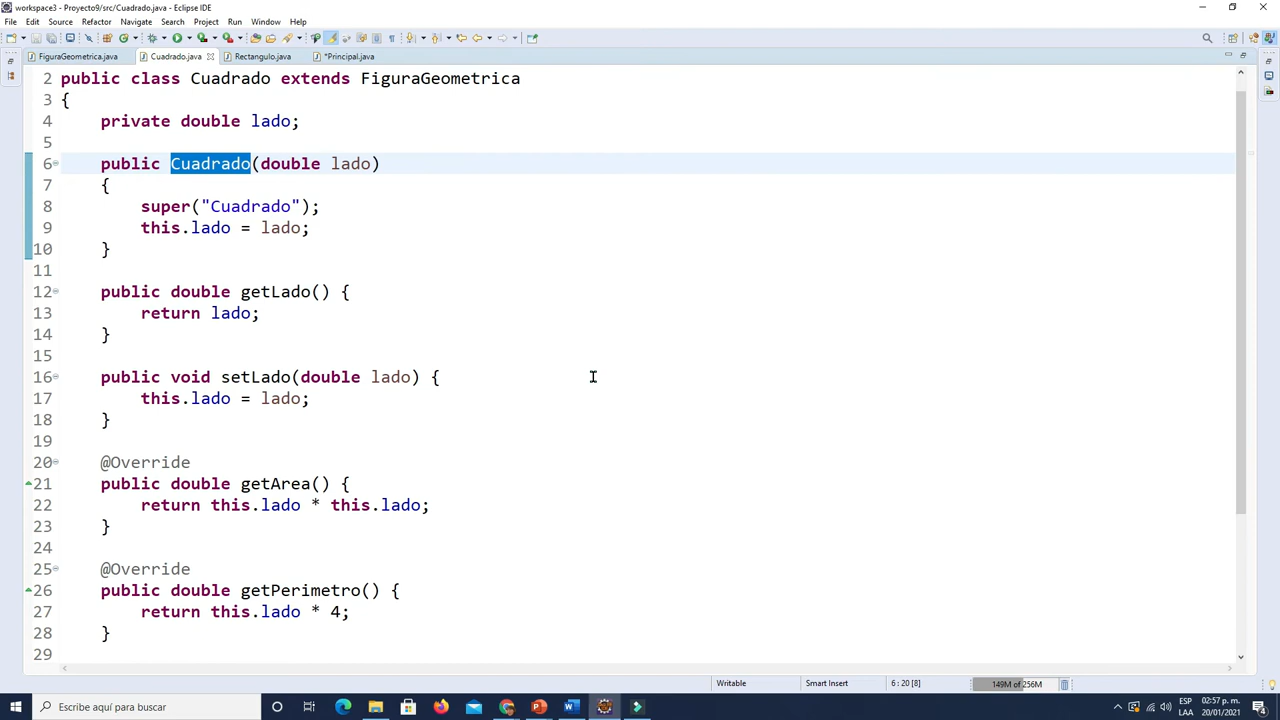 workspace3 - Proyecto9/src/Cuadrado.java - Eclipse IDE
File Edit Source Refactor Navigate Search Project Run Window Help
FiguraGeometrica.java Cuadrado.java Rectangulo.java *Principal.java
2 public class Cuadrado extends FiguraGeometrica
3 {
4 private double lado;
5
6 public Cuadrado(double lado)
7 {
8 super("Cuadrado");
9 this.lado = lado;
10 }
11
12 public double getLado() {
13 return lado;
14 }
15
16 public void setLado(double lado) {
17 this.lado = lado;
18 }
19
20 @Override
21 public double getArea() {
22 return this.lado * this.lado;
23 }
24
25 @Override
26 public double getPerimetro() {
27 return this.lado * 4;
28 }
29
Writable Smart Insert 6 : 20 [8] 149M of 256M
Escribe aquí para buscar
ESP 02:57 p. m.
LAA 20/01/2021
4